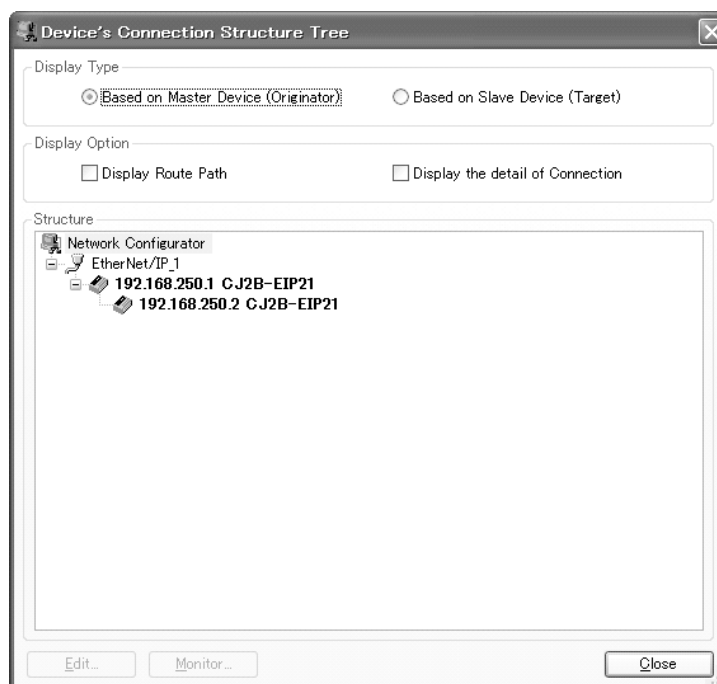 Device's Connection Structure Tree
Display Type
Based on Master Device (Originator)
Based on Slave Device (Target)
Display Option
Display Route Path
Display the detail of Connection
Structure
Network Configurator
EtherNet/IP_1
192.168.250.1 CJ2B-EIP21
192.168.250.2 CJ2B-EIP21
Edit...
Monitor...
Close